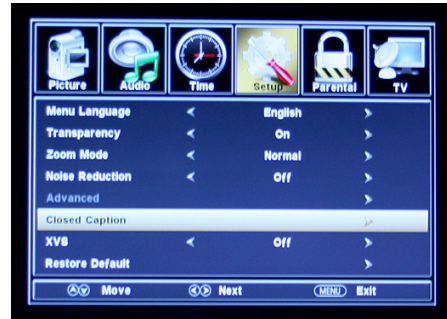 Picture Audio Time Setup Parental TV
Menu Language English
Transparency On
Zoom Mode Normal
Noise Reduction Off
Advanced
Closed Caption
XV8 Off
Restore Default
Move Next MENU Exit